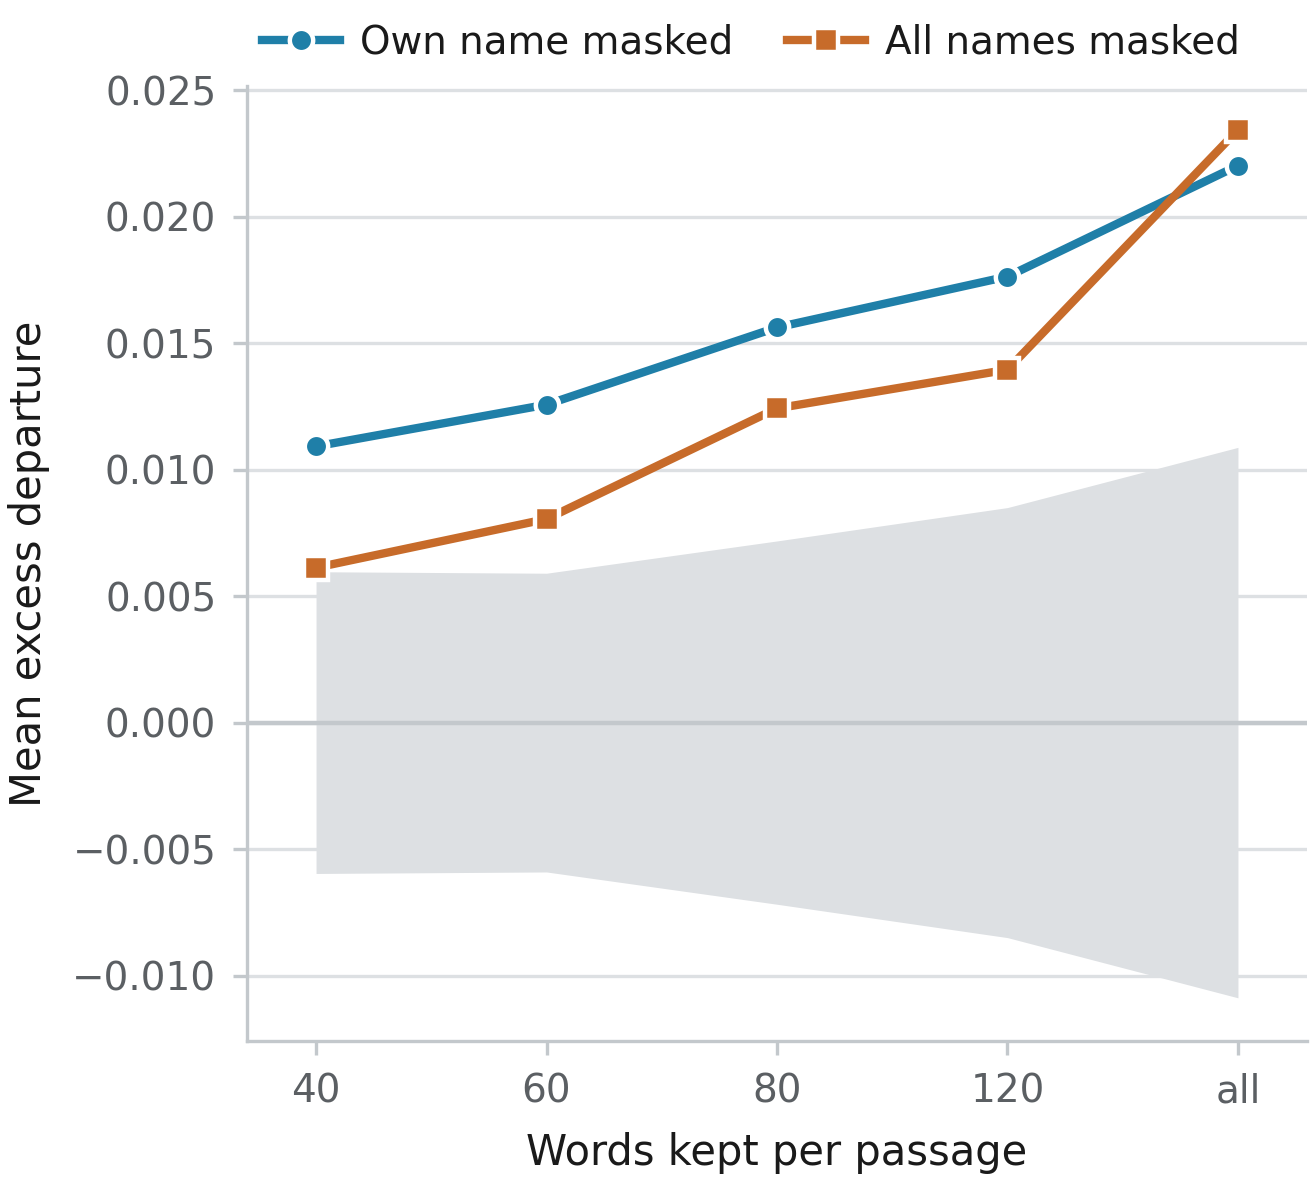 Own name masked All names masked
0.025
0.020
0.015
0.010
0.005
0.000
−0.005
−0.010
Mean excess departure
40 60 80 120 all
Words kept per passage